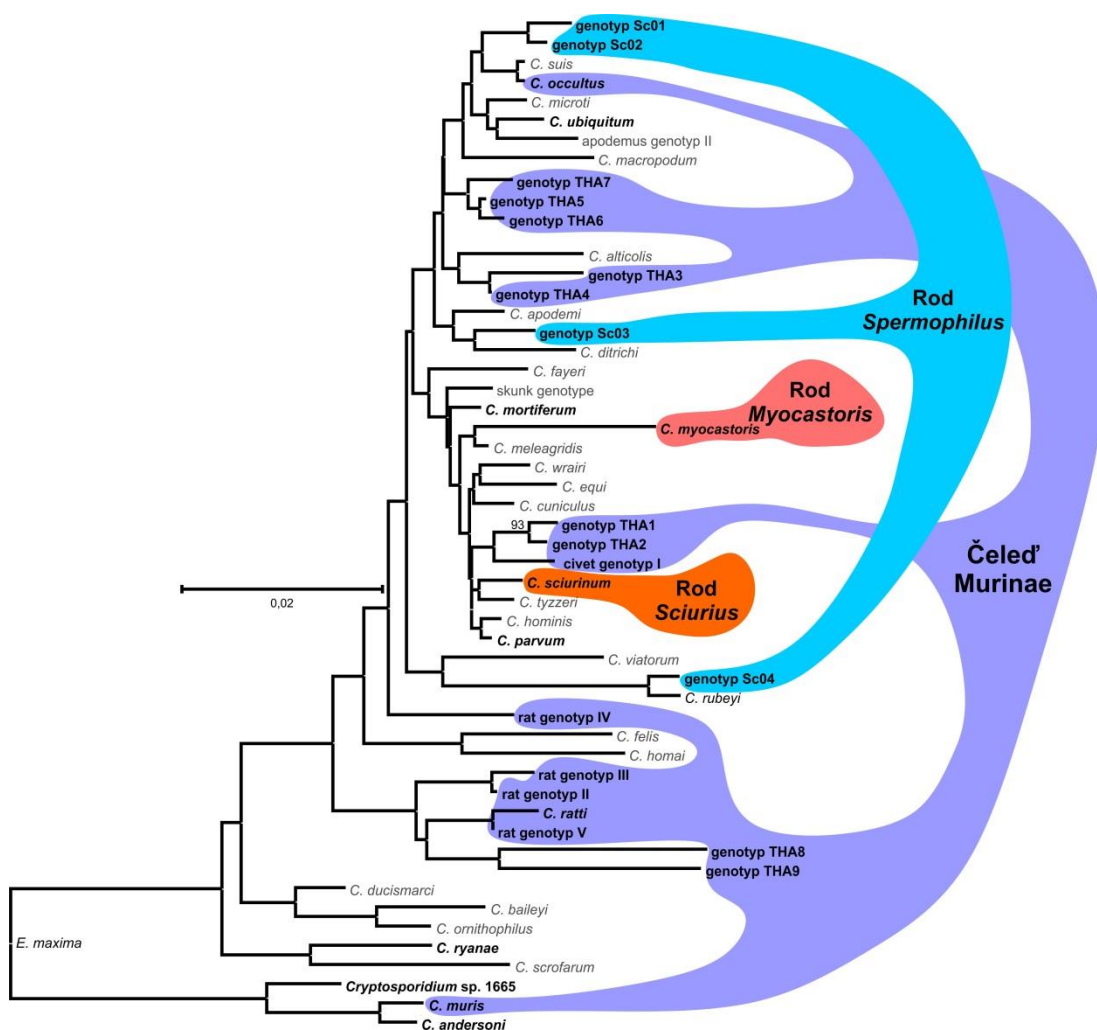 genotyp Sc01
genotyp Sc02
C. suis
C. occultus
C. microti
C. ubiquitum
apodemus genotyp II
C. macropodum
genotyp THA7
genotyp THA5
genotyp THA6
C. alticolis
genotyp THA3
genotyp THA4
Rod
Spermophilus
C. apodemi
genotyp Sc03
C. ditrichi
C. fayeri
skunk genotype
C. mortiferum
Rod
Myocastoris
C. myocastoris
C. meleagridis
C. wrairi
C. equi
C. cuniculus
93
genotyp THA1
genotyp THA2
civet genotyp I
Čeleď
Murinae
C. sciurinum
Rod
Sciurius
C. tyzzeri
0,02
C. hominis
C. parvum
C. viatorum
genotyp Sc04
C. rubeyi
rat genotyp IV
C. felis
C. homai
rat genotyp III
rat genotyp II
C. ratti
rat genotyp V
genotyp THA8
genotyp THA9
C. ducismarci
C. baileyi
C. ornithophilus
E. maxima
C. ryanae
C. scrofarum
Cryptosporidium sp. 1665
C. muris
C. andersoni